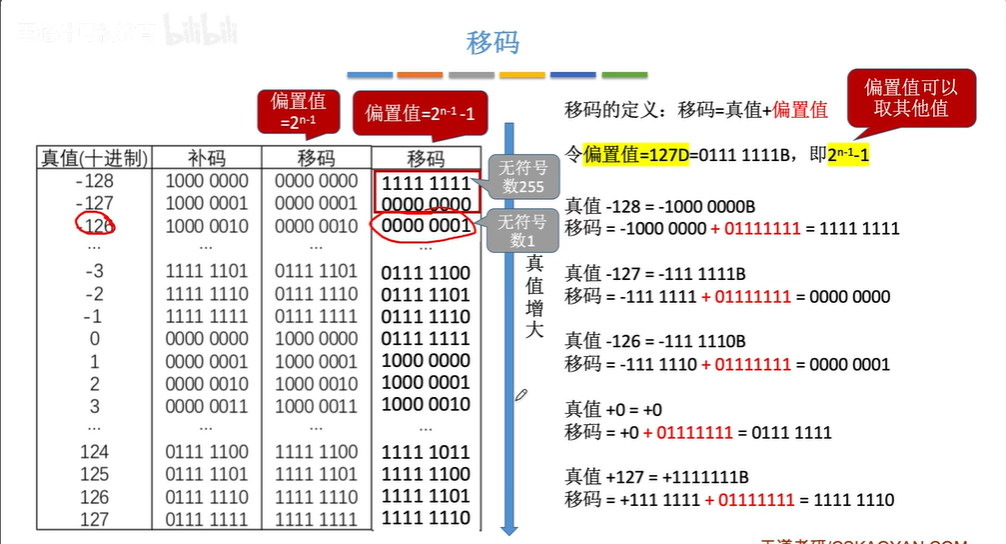 bilibili
移码
偏置值
=2ⁿ⁻¹
偏置值=2ⁿ⁻¹-1
偏置值可以
取其他值
移码的定义：移码=真值+偏置值
令偏置值=127D=0111 1111B，即2ⁿ⁻¹-1
真值(十进制) 补码 移码 移码
-128 1000 0000 0000 0000 1111 1111
-127 1000 0001 0000 0001 0000 0000
-126 1000 0010 0000 0010 0000 0001
... ... ... ...
-3 1111 1101 0111 1101 0111 1100
-2 1111 1110 0111 1110 0111 1101
-1 1111 1111 0111 1111 0111 1110
0 0000 0000 1000 0000 0111 1111
1 0000 0001 1000 0001 1000 0000
2 0000 0010 1000 0010 1000 0001
3 0000 0011 1000 0011 1000 0010
... ... ... ...
124 0111 1100 1111 1100 1111 1011
125 0111 1101 1111 1101 1111 1100
126 0111 1110 1111 1110 1111 1101
127 0111 1111 1111 1111 1111 1110
无符号
数255
无符号
数1
真值增大
真值 -128 = -1000 0000B
移码 = -1000 0000 + 01111111 = 1111 1111
真值 -127 = -111 1111B
移码 = -111 1111 + 01111111 = 0000 0000
真值 -126 = -111 1110B
移码 = -111 1110 + 01111111 = 0000 0001
真值 +0 = +0
移码 = +0 + 01111111 = 0111 1111
真值 +127 = +1111111B
移码 = +111 1111 + 01111111 = 1111 1110